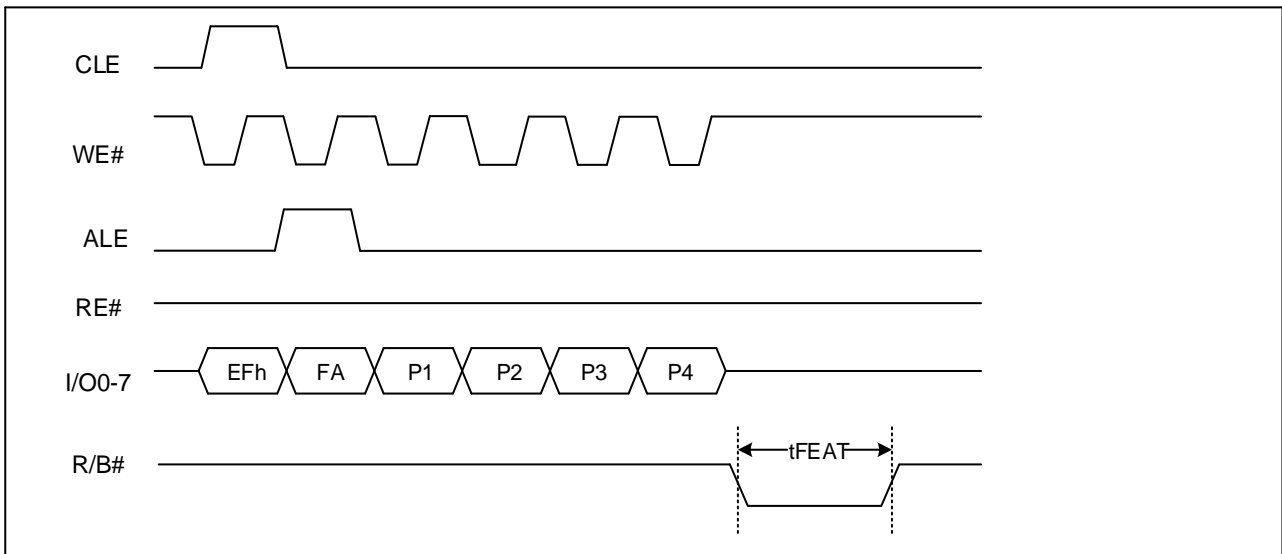 CLE
WE#
ALE
RE#
I/O0-7 EFh FA P1 P2 P3 P4
R/B# tFEAT